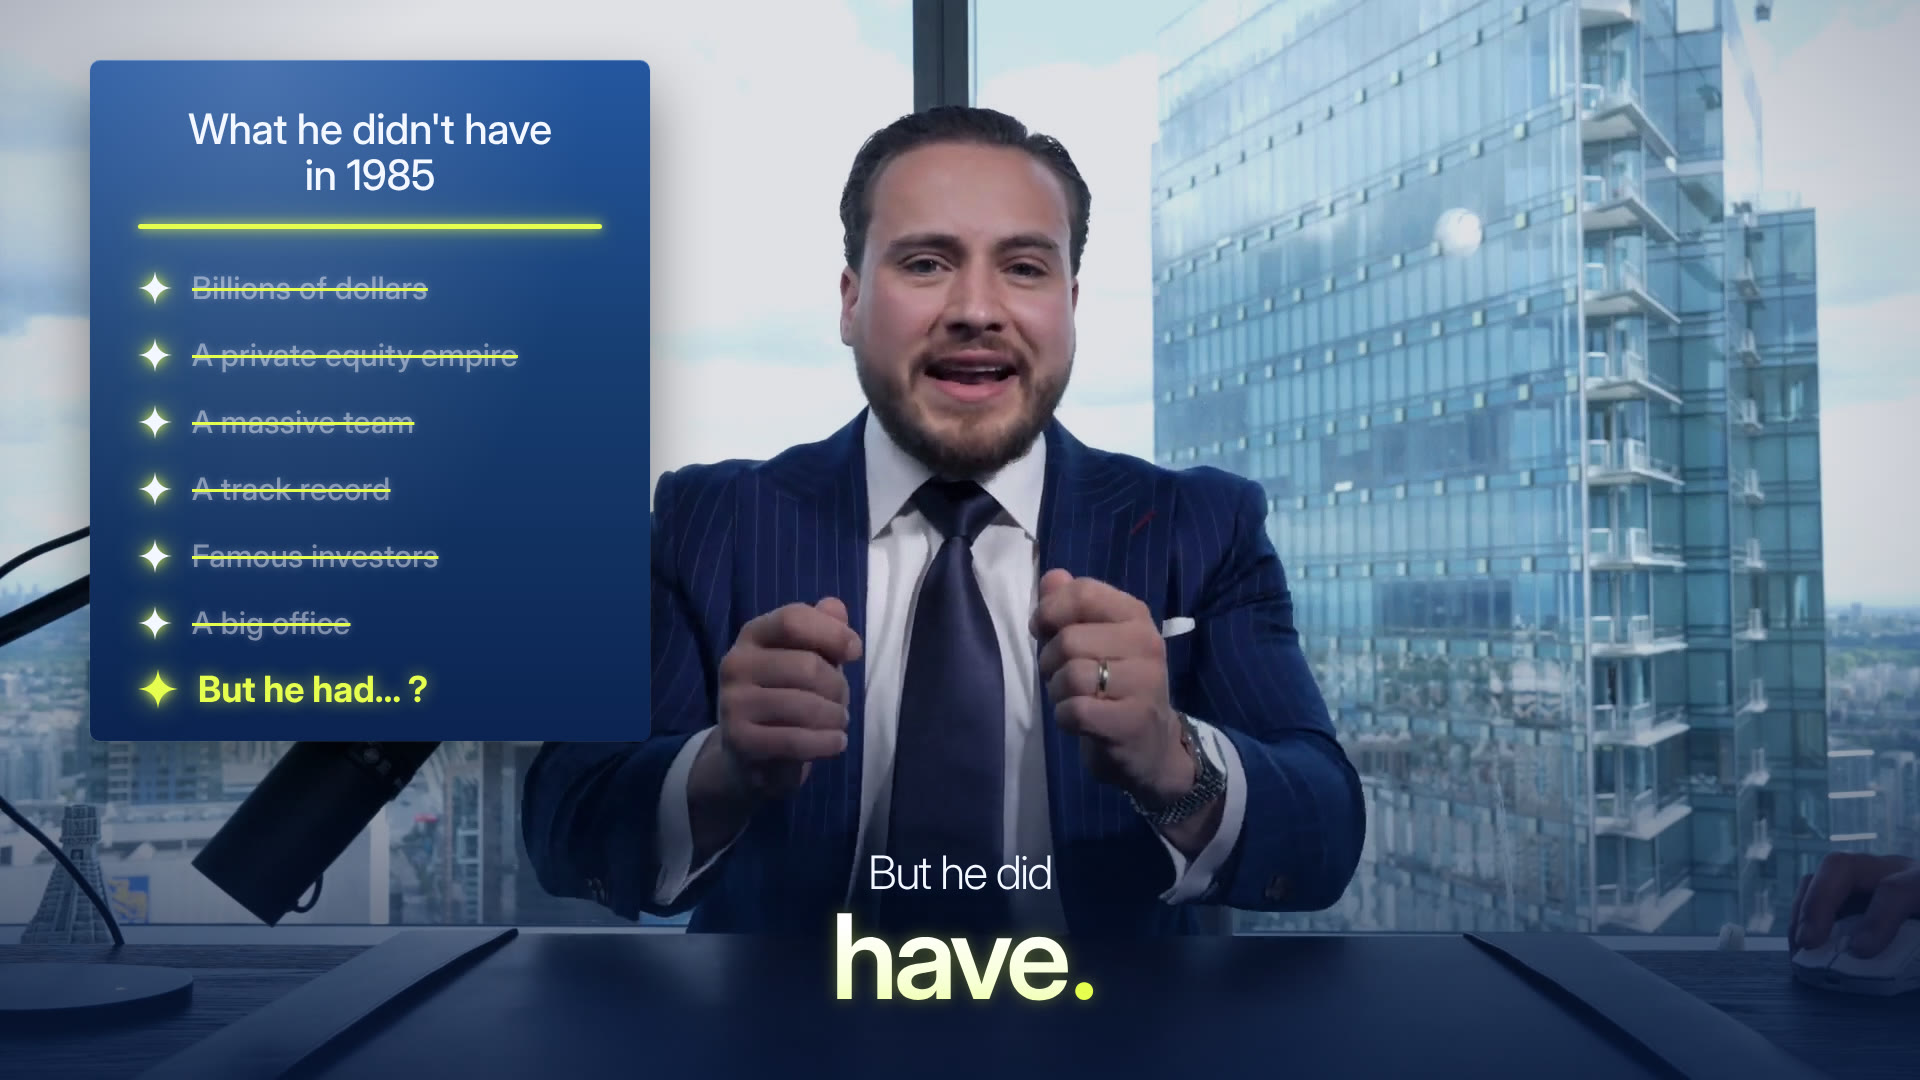 What he didn't have
in 1985
Billions of dollars
A private equity empire
A massive team
A track record
Famous investors
A big office
But he had... ?
But he did
have.